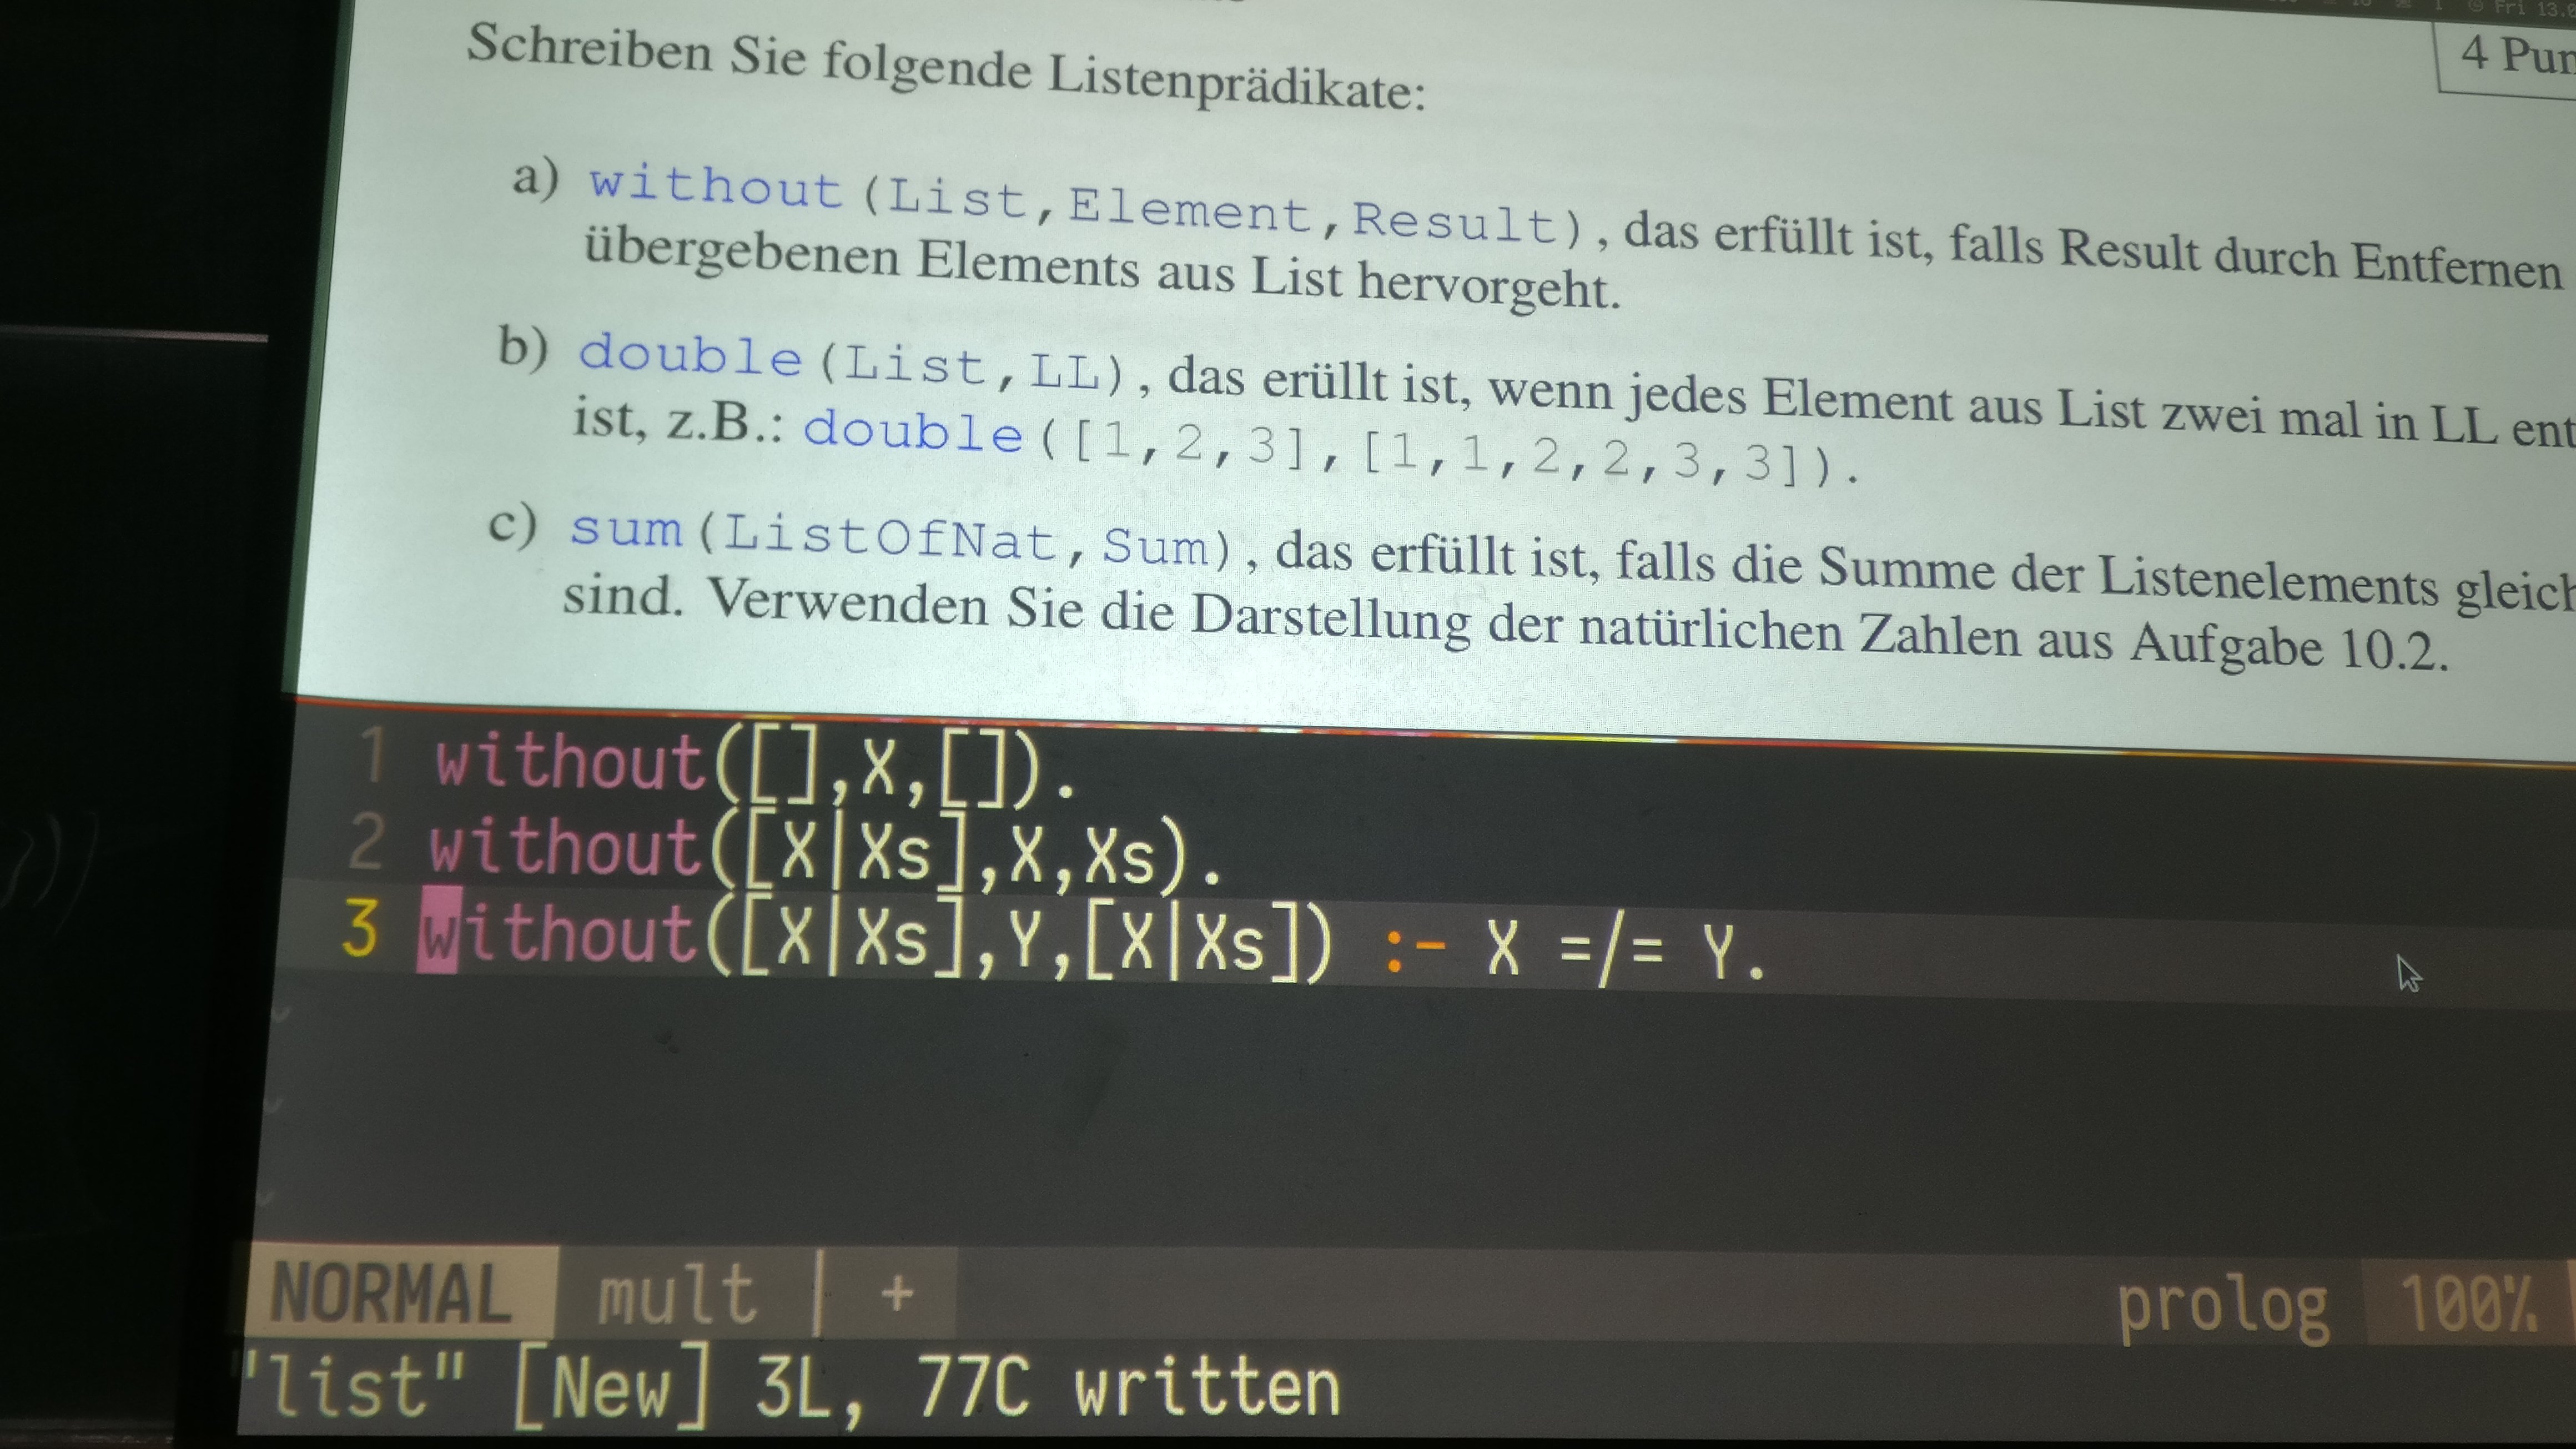 Fri 13.0
4 Pun
Schreiben Sie folgende Listenprädikate:
a) without(List,Element,Result), das erfüllt ist, falls Result durch Entfernen
übergebenen Elements aus List hervorgeht.
b) double(List,LL), das erüllt ist, wenn jedes Element aus List zwei mal in LL ent
ist, z.B.: double([1,2,3],[1,1,2,2,3,3]).
c) sum(ListOfNat,Sum), das erfüllt ist, falls die Summe der Listenelements gleich
sind. Verwenden Sie die Darstellung der natürlichen Zahlen aus Aufgabe 10.2.
1 without([],X,[]).
2 without([X|Xs],X,Xs).
3 without([X|Xs],Y,[X|Xs]) :- X =/= Y.
NORMAL mult | + prolog 100%
"list" [New] 3L, 77C written